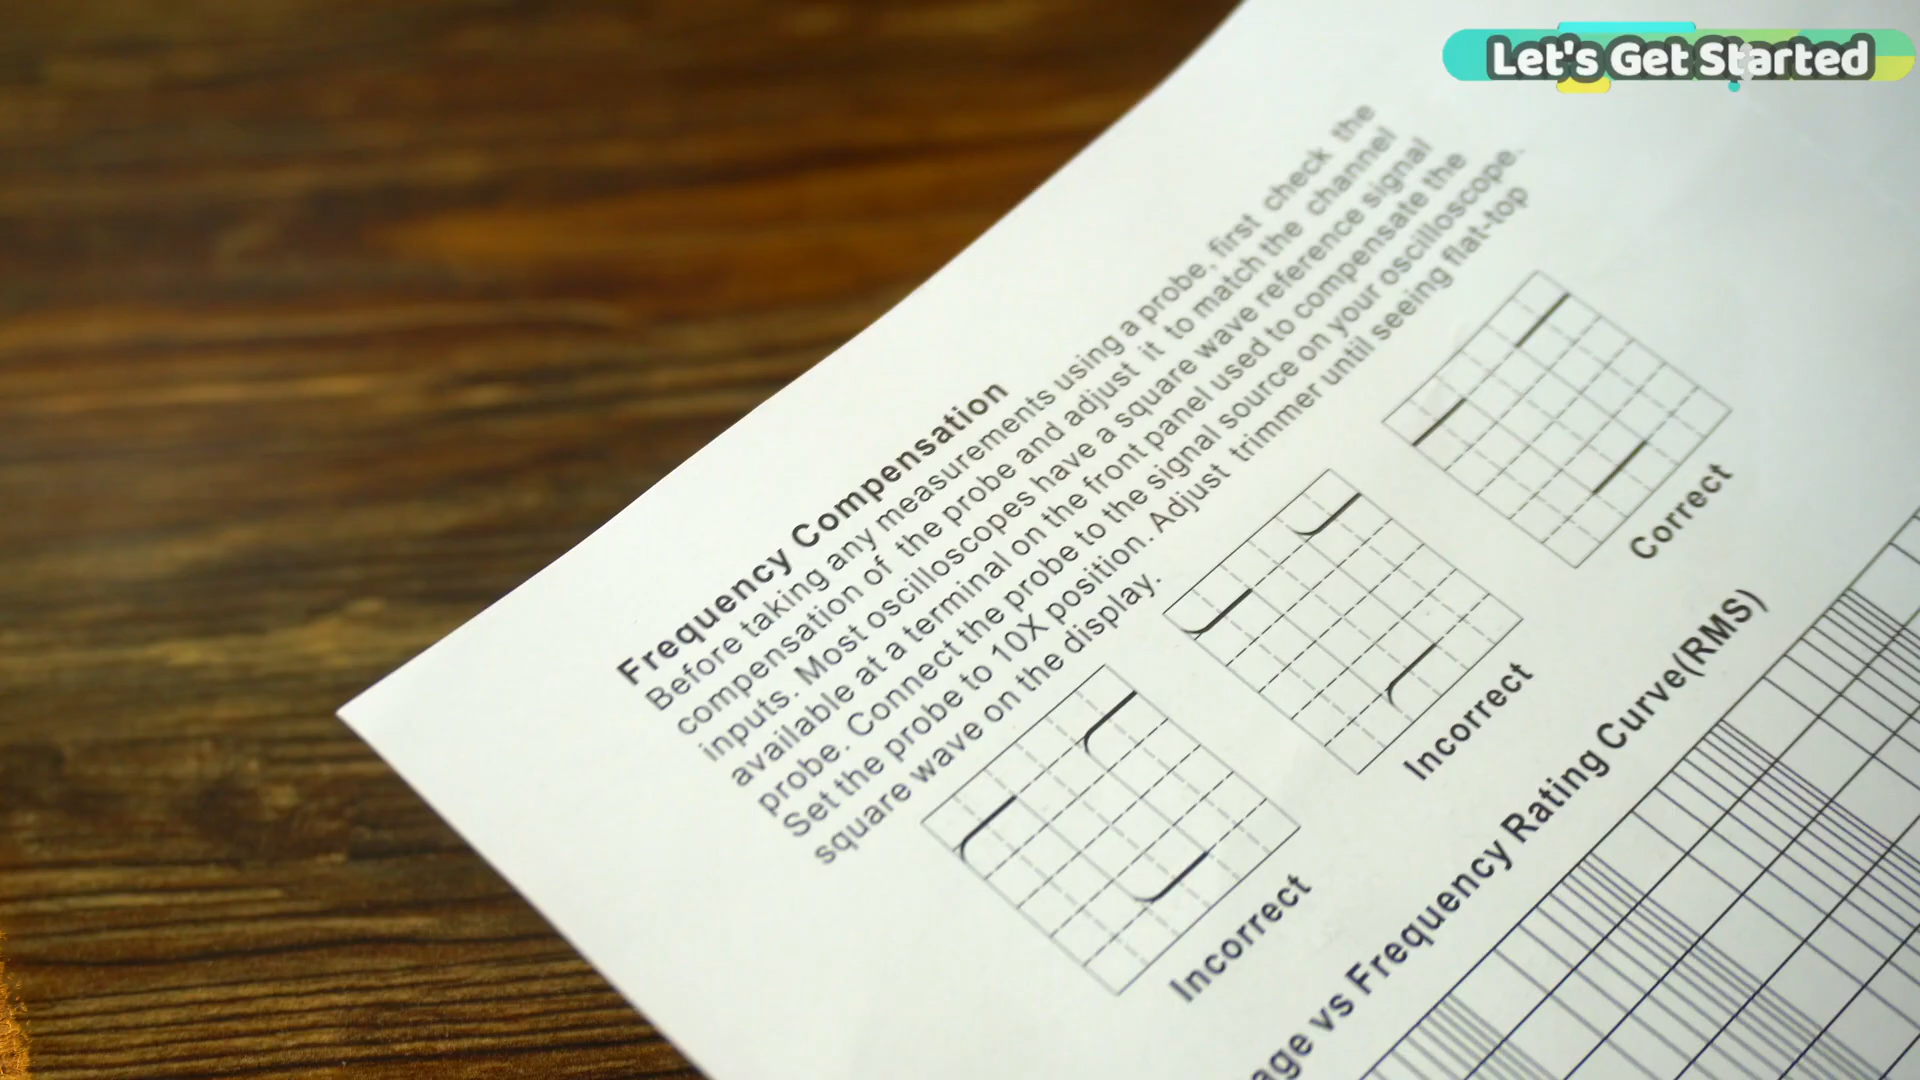 Let's Get Started
Frequency Compensation
Before taking any measurements using a probe, first check the
compensation of the probe and adjust it to match the channel
inputs. Most oscilloscopes have a square wave reference signal
available at a terminal on the front panel used to compensate the
probe. Connect the probe to the signal source on your oscilloscope.
Set the probe to 10X position. Adjust trimmer until seeing flat-top
square wave on the display.
Incorrect
Incorrect
Correct
age vs Frequency Rating Curve(RMS)